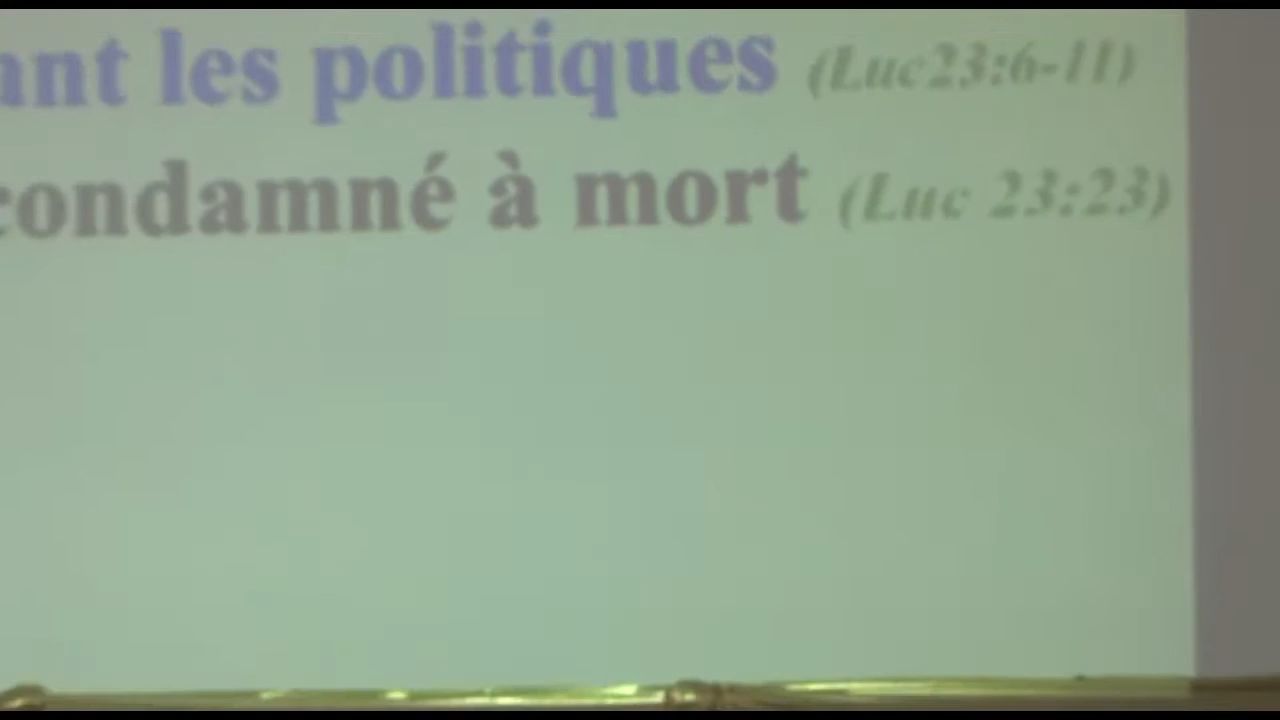 ant les politiques (Luc23:6-11)
condamné à mort (Luc 23:23)